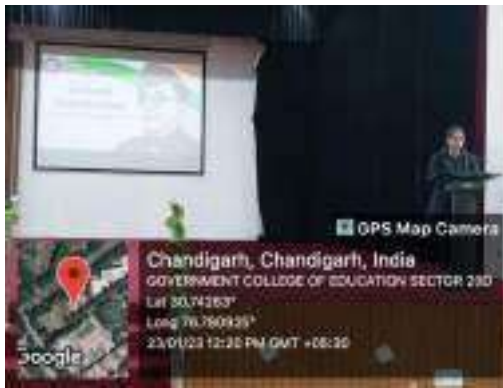 GPS Map Camera
Chandigarh, Chandigarh, India
GOVERNMENT COLLEGE OF EDUCATION SECTOR 20D
Lat 30.74263°
Long 76.780925°
23/01/23 12:20 PM GMT +05:30
Google